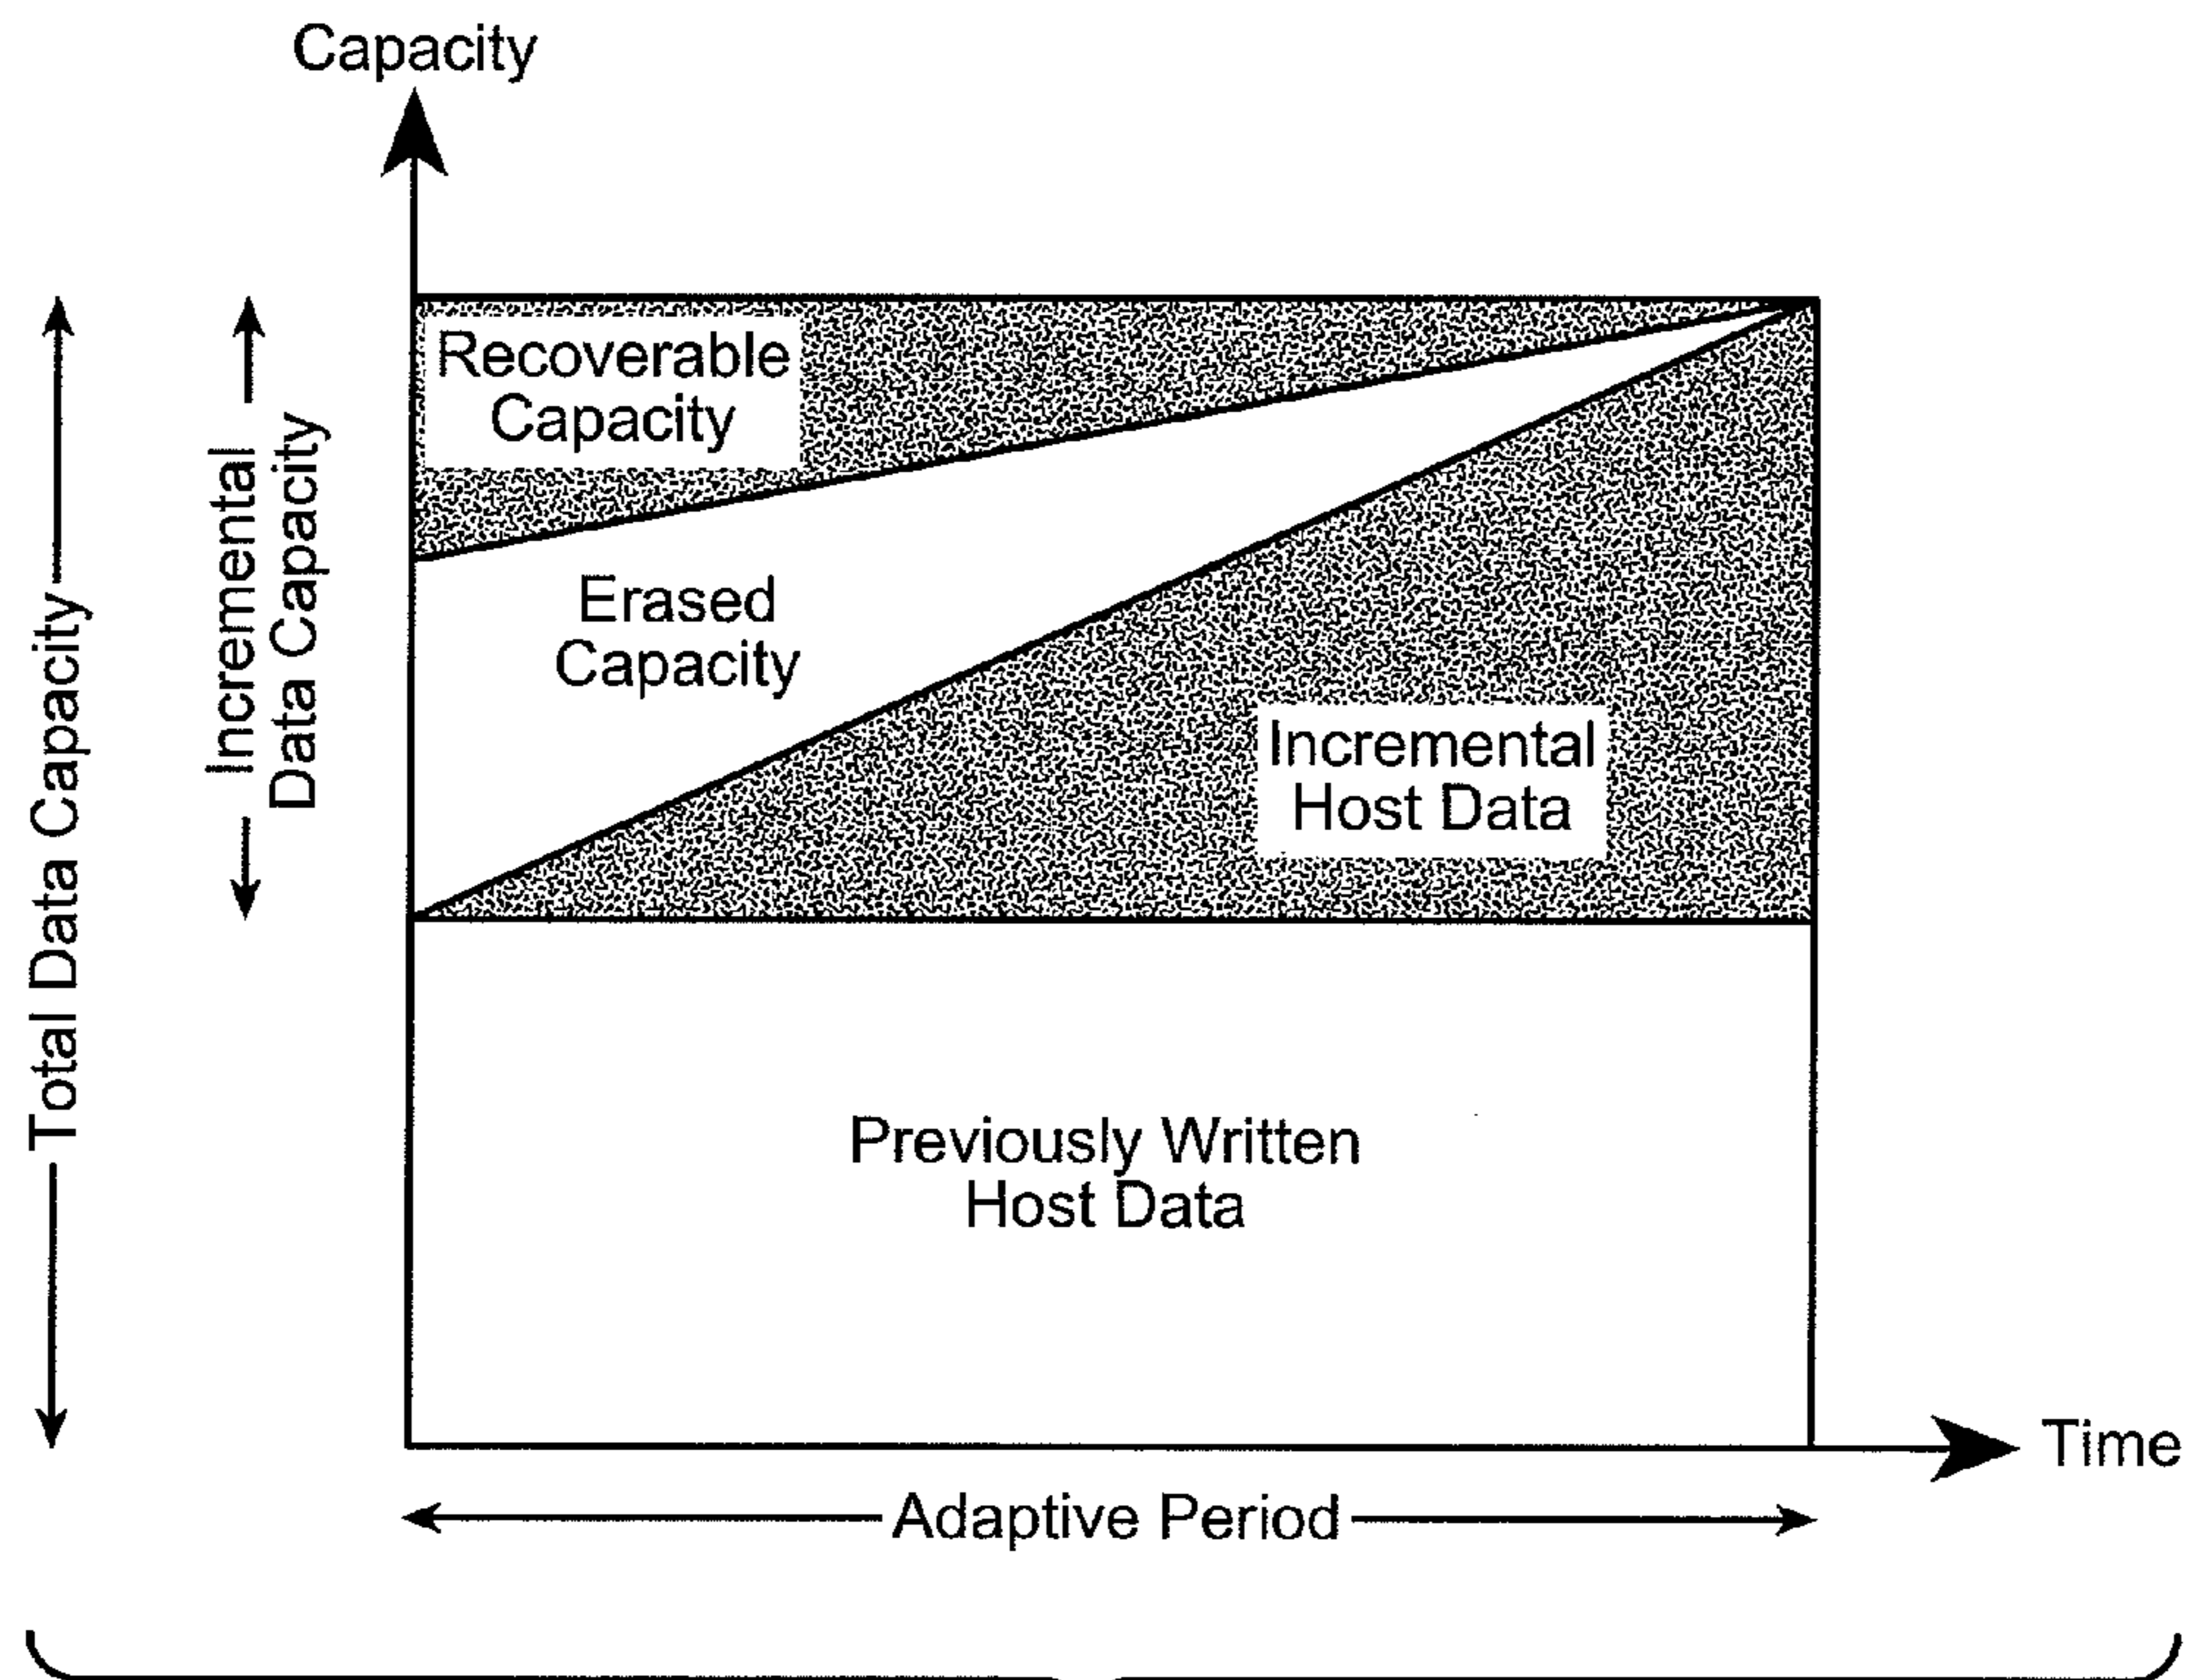 Capacity
Recoverable
Capacity
Erased
Capacity
Incremental
Host Data
Previously Written
Host Data
Total Data Capacity
Incremental
Data Capacity
Time
Adaptive Period